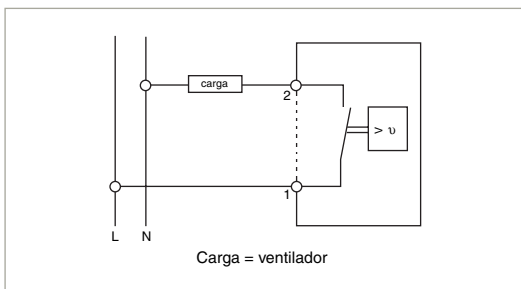 carga
2
> υ
1
L N
Carga = ventilador